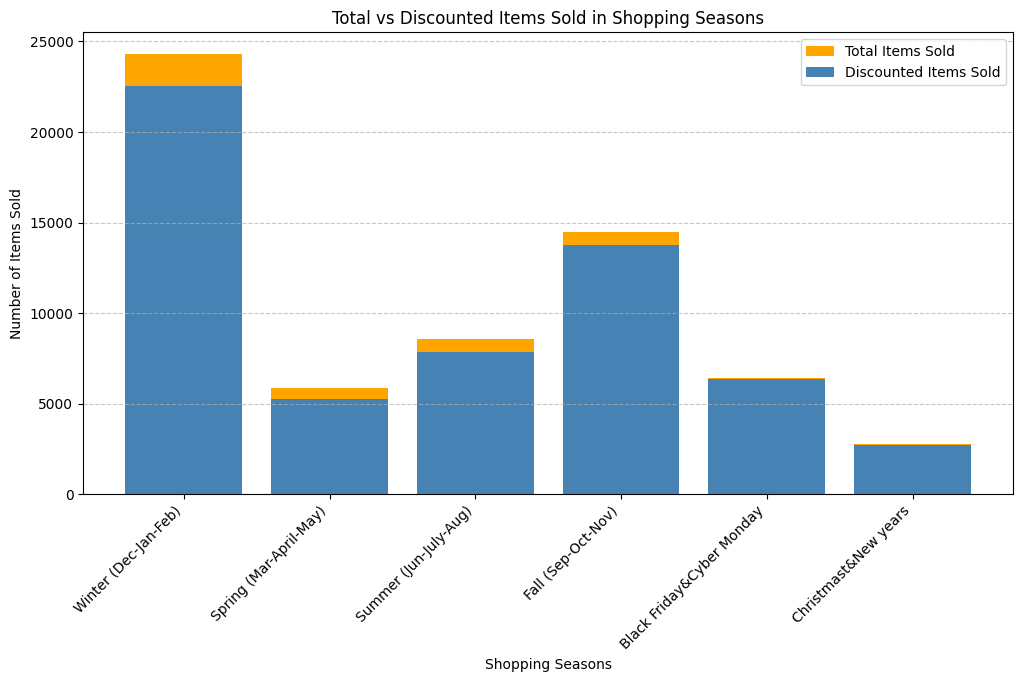 Total vs Discounted Items Sold in Shopping Seasons
Total Items Sold
Discounted Items Sold
Number of Items Sold
25000
20000
15000
10000
5000
0
Winter (Dec-Jan-Feb)
Spring (Mar-April-May)
Summer (Jun-July-Aug)
Fall (Sep-Oct-Nov)
Black Friday&Cyber Monday
Christmast&New years
Shopping Seasons